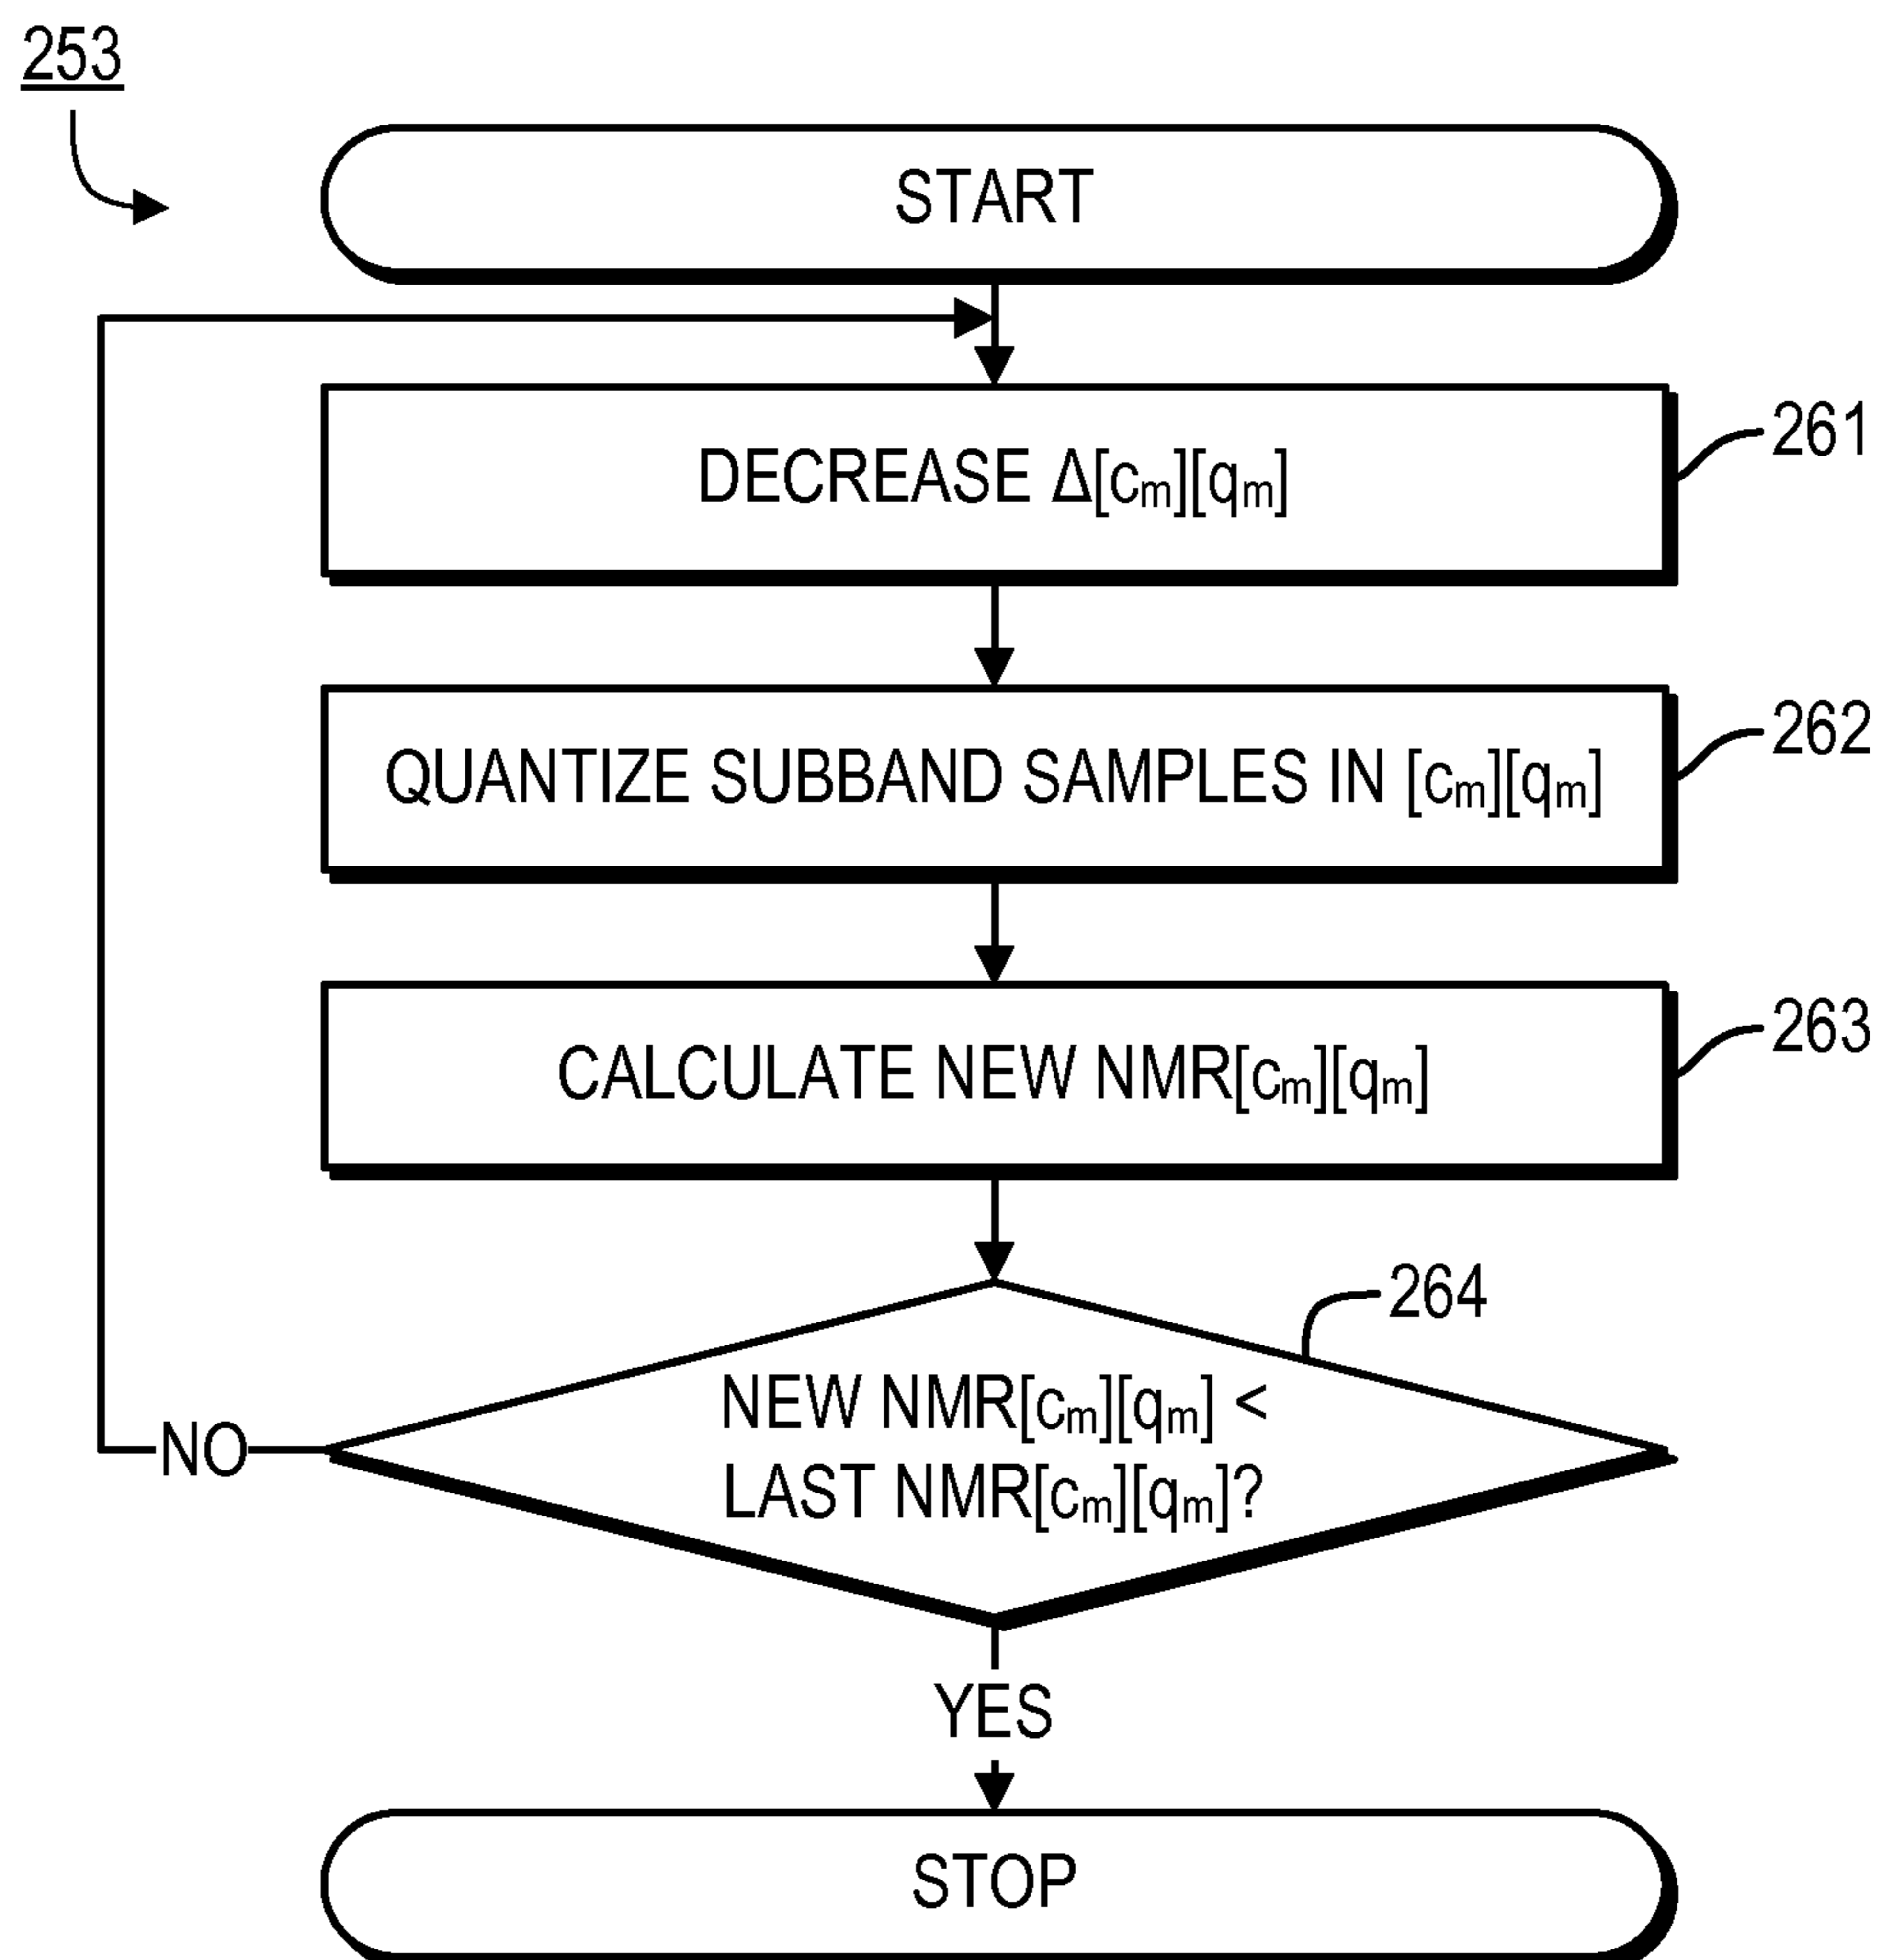 253
START
DECREASE Δ[cm][qm]
261
QUANTIZE SUBBAND SAMPLES IN [cm][qm]
262
CALCULATE NEW NMR[cm][qm]
263
264
NEW NMR[cm][qm] <
LAST NMR[cm][qm]?
NO
YES
STOP